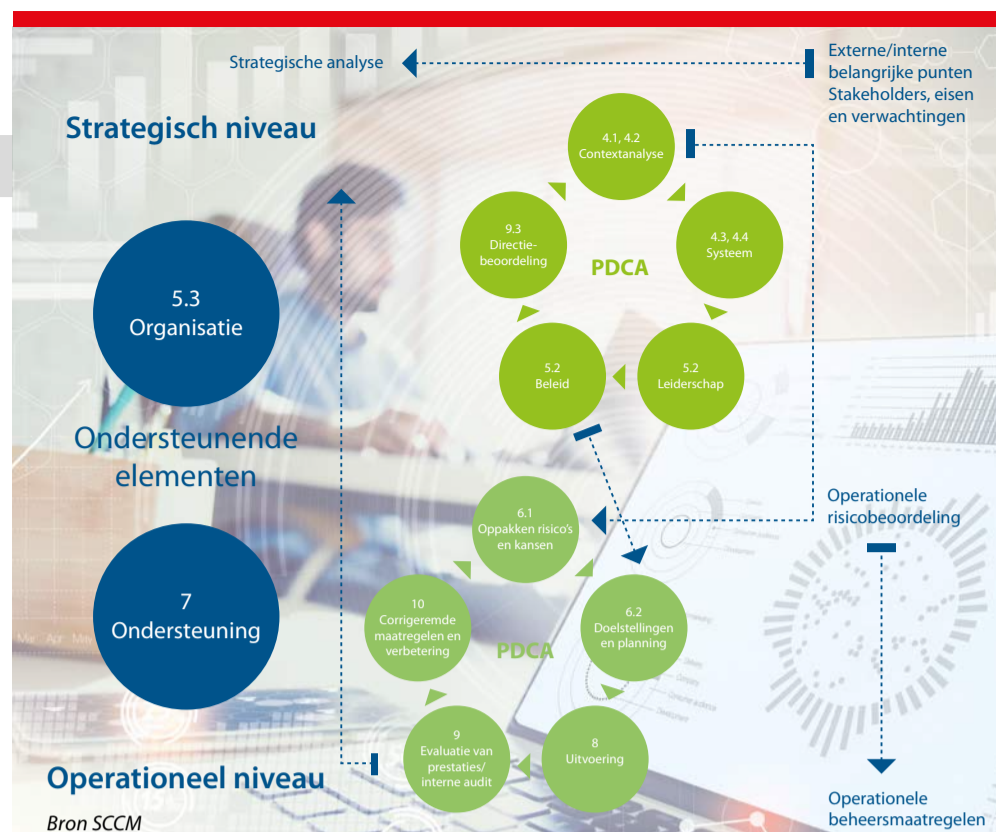 Strategische analyse
Externe/interne
belangrijke punten
Stakeholders, eisen
en verwachtingen
Strategisch niveau
4.1, 4.2
Contextanalyse
9.3
Directie-
beoordeling
PDCA
4.3, 4.4
Systeem
5.3
Organisatie
5.2
Beleid
5.2
Leiderschap
Ondersteunende
elementen
6.1
Oppakken risico's
en kansen
Operationele
risicobeoordeling
7
Ondersteuning
10
Corrigeremde
maatregelen en
verbetering
PDCA
6.2
Doelstellingen
en planning
9
Evaluatie van
prestaties/
interne audit
8
Uitvoering
Operationeel niveau
Operationele
beheersmaatregelen
Bron SCCM
Mar Apr May